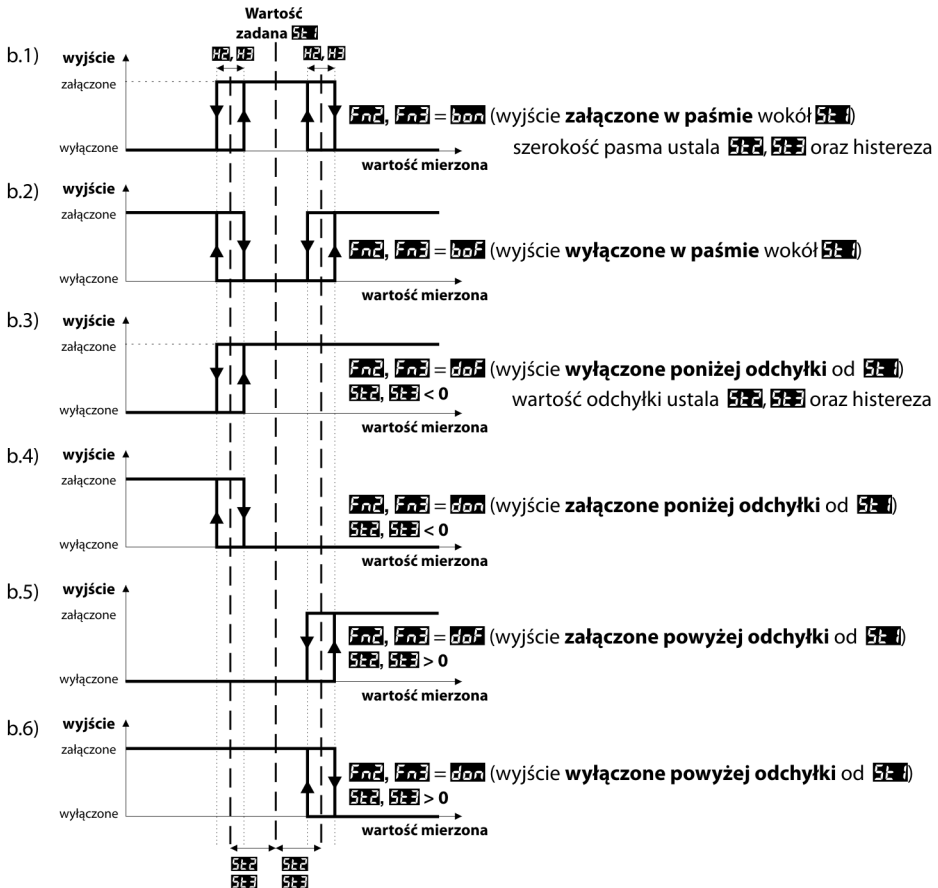 Wartość
zadana St1
H2, H3 H2, H3
b.1) wyjście
załączone
Fn2, Fn3 = bon (wyjście załączone w paśmie wokół St1)
szerokość pasma ustala St2, St3 oraz histereza
wyłączone
wartość mierzona
b.2) wyjście
załączone
Fn2, Fn3 = boF (wyjście wyłączone w paśmie wokół St1)
wyłączone
wartość mierzona
b.3) wyjście
załączone
Fn2, Fn3 = doF (wyjście wyłączone poniżej odchyłki od St1)
St2, St3 < 0 wartość odchyłki ustala St2, St3 oraz histereza
wyłączone
wartość mierzona
b.4) wyjście
załączone
Fn2, Fn3 = don (wyjście załączone poniżej odchyłki od St1)
St2, St3 < 0
wyłączone
wartość mierzona
b.5) wyjście
załączone
Fn2, Fn3 = doF (wyjście załączone powyżej odchyłki od St1)
St2, St3 > 0
wyłączone
wartość mierzona
b.6) wyjście
załączone
Fn2, Fn3 = don (wyjście wyłączone powyżej odchyłki od St1)
St2, St3 > 0
wyłączone
wartość mierzona
St2 St2
St3 St3